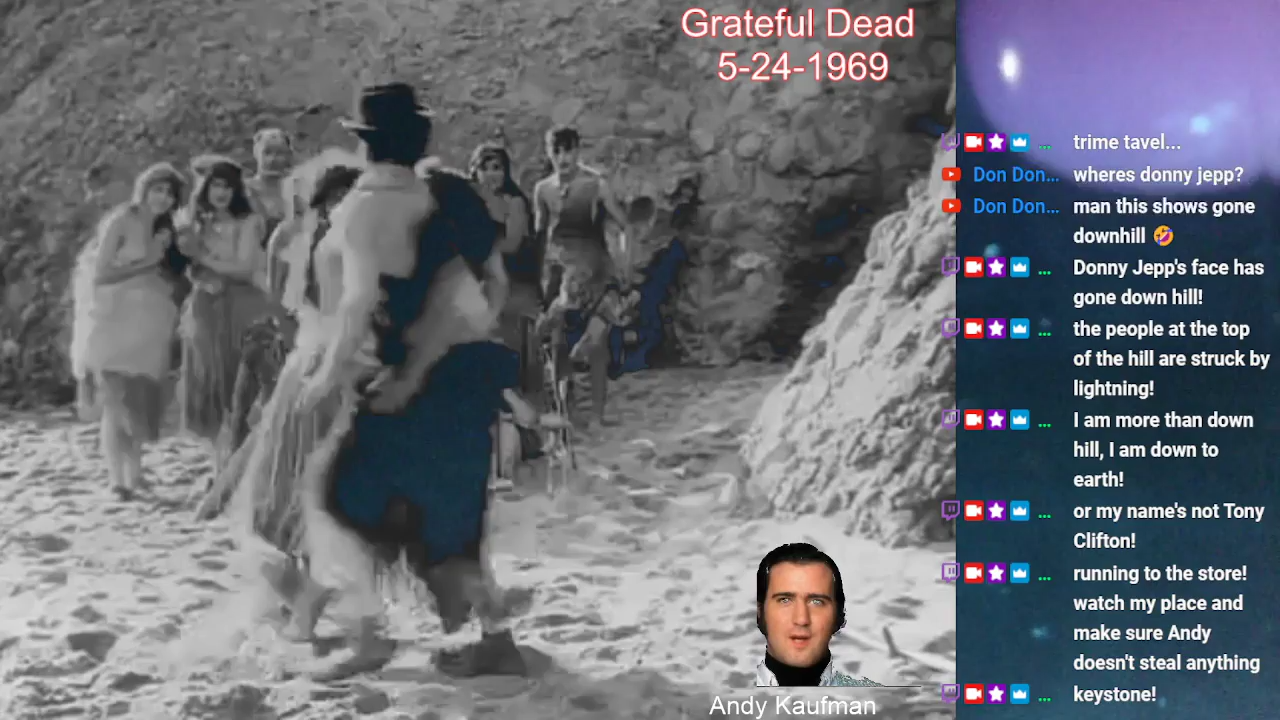 Grateful Dead
5-24-1969
Andy Kaufman
... trime tavel...
Don Don... wheres donny jepp?
Don Don... man this shows gone
downhill 🤣
... Donny Jepp's face has
gone down hill!
... the people at the top
of the hill are struck by
lightning!
... I am more than down
hill, I am down to
earth!
... or my name's not Tony
Clifton!
... running to the store!
watch my place and
make sure Andy
doesn't steal anything
... keystone!